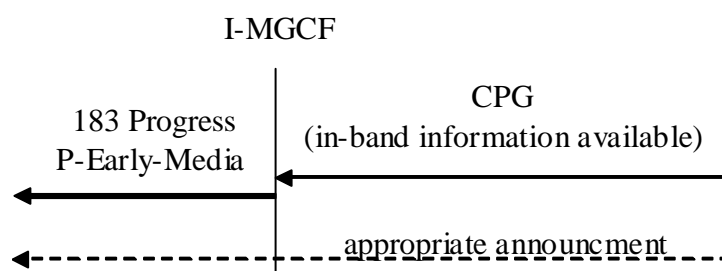 I-MGCF
CPG
183 Progress
(in-band information available)
P-Early-Media
appropriate announcment